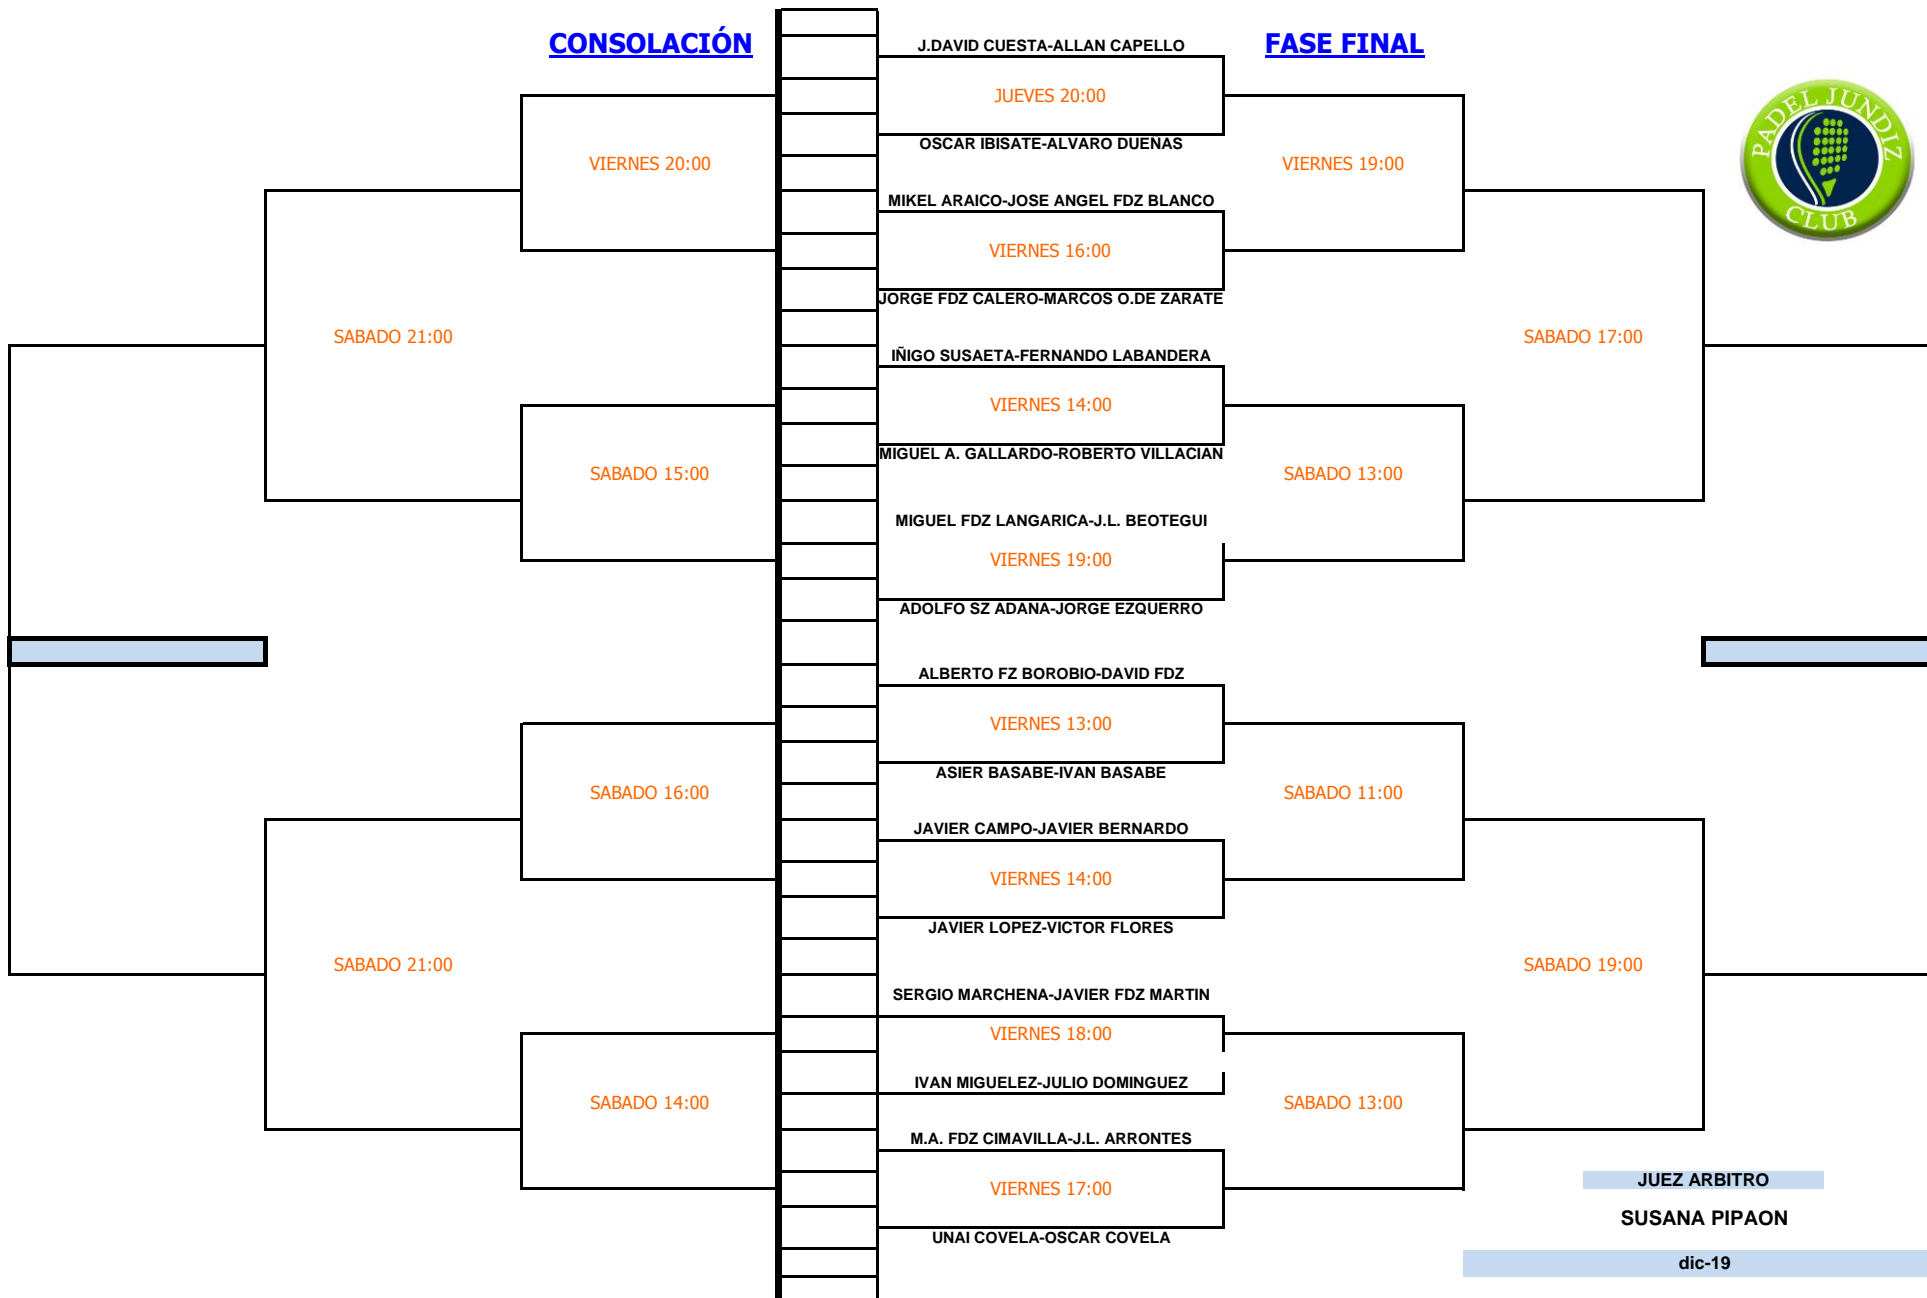 CONSOLACIÓN
FASE FINAL
J.DAVID CUESTA-ALLAN CAPELLO
JUEVES 20:00
OSCAR IBISATE-ALVARO DUEÑAS
VIERNES 20:00
VIERNES 19:00
PADEL JUNDIZ
CLUB
MIKEL ARAICO-JOSE ANGEL FDZ BLANCO
VIERNES 16:00
JORGE FDZ CALERO-MARCOS O.DE ZARATE
SABADO 21:00
SABADO 17:00
IÑIGO SUSAETA-FERNANDO LABANDERA
VIERNES 14:00
MIGUEL A. GALLARDO-ROBERTO VILLACIAN
SABADO 15:00
SABADO 13:00
MIGUEL FDZ LANGARICA-J.L. BEOTEGUI
VIERNES 19:00
ADOLFO SZ ADANA-JORGE EZQUERRO
ALBERTO FZ BOROBIO-DAVID FDZ
VIERNES 13:00
ASIER BASABE-IVAN BASABE
SABADO 16:00
SABADO 11:00
JAVIER CAMPO-JAVIER BERNARDO
VIERNES 14:00
JAVIER LOPEZ-VICTOR FLORES
SABADO 21:00
SABADO 19:00
SERGIO MARCHENA-JAVIER FDZ MARTIN
VIERNES 18:00
IVAN MIGUELEZ-JULIO DOMINGUEZ
SABADO 14:00
SABADO 13:00
M.A. FDZ CIMAVILLA-J.L. ARRONTES
VIERNES 17:00
UNAI COVELA-OSCAR COVELA
JUEZ ARBITRO
SUSANA PIPAON
dic-19